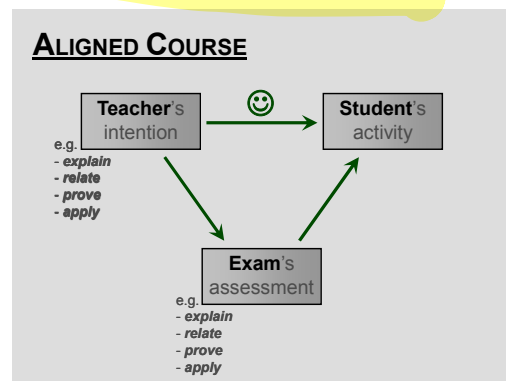 ALIGNED COURSE
Teacher's
intention
Student's
activity
e.g.
- explain
- relate
- prove
- apply
Exam's
assessment
e.g.
- explain
- relate
- prove
- apply